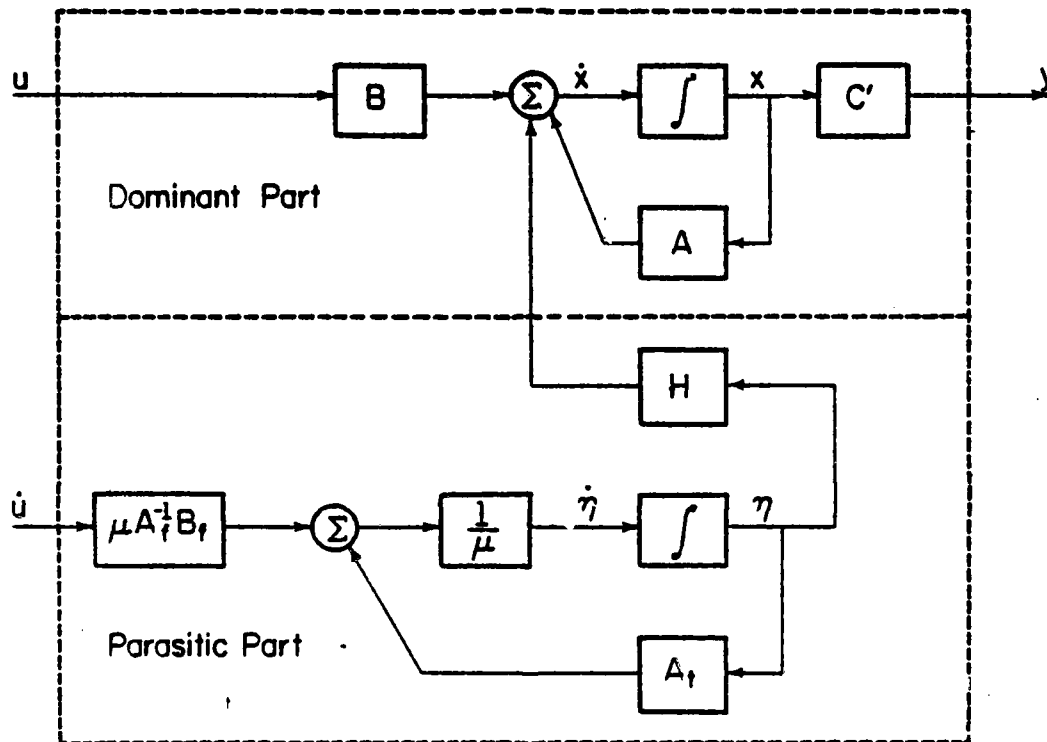 u
B
Σ
ẋ
∫
x
C'
A
Dominant Part
H
u̇
μA_f^{-1}B_f
Σ
1/μ
η̇
∫
η
A_f
Parasitic Part